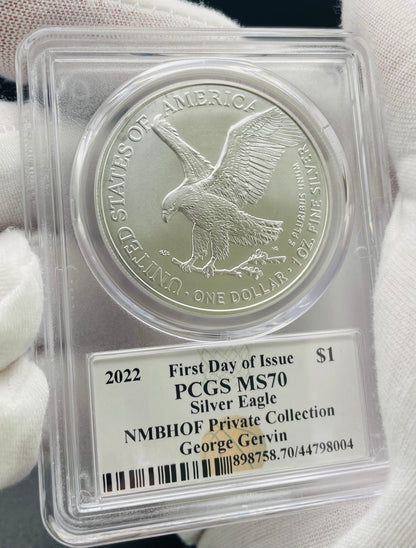 UNITED STATES OF AMERICA
E PLURIBUS UNUM
1 OZ. FINE SILVER
· ONE DOLLAR ·
2022 First Day of Issue $1
PCGS MS70
Silver Eagle
NMBHOF Private Collection
George Gervin
898758.70/44798004